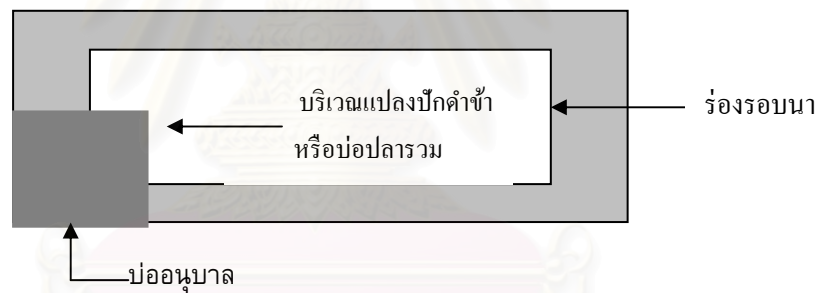 บริเวณแปลงปักดำข้า
หรือบ่อปลารวม
ร่องรอบนา
บ่ออนุบาล